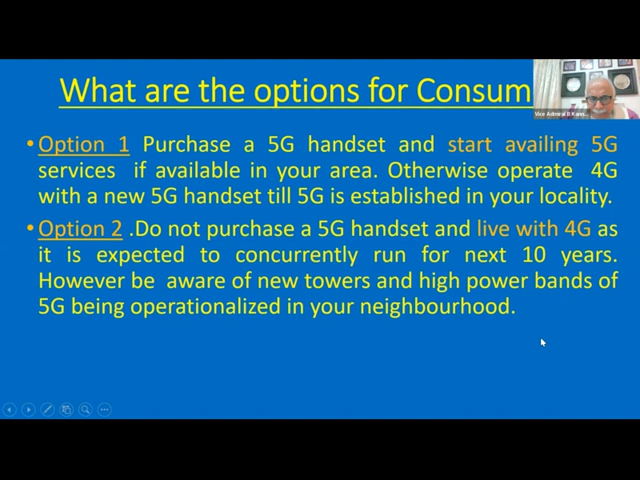 What are the options for Consum
Vice Admiral B Kann...
•Option 1 Purchase a 5G handset and start availing 5G
services if available in your area. Otherwise operate 4G
with a new 5G handset till 5G is established in your locality.
•Option 2 .Do not purchase a 5G handset and live with 4G as
it is expected to concurrently run for next 10 years.
However be aware of new towers and high power bands of
5G being operationalized in your neighbourhood.